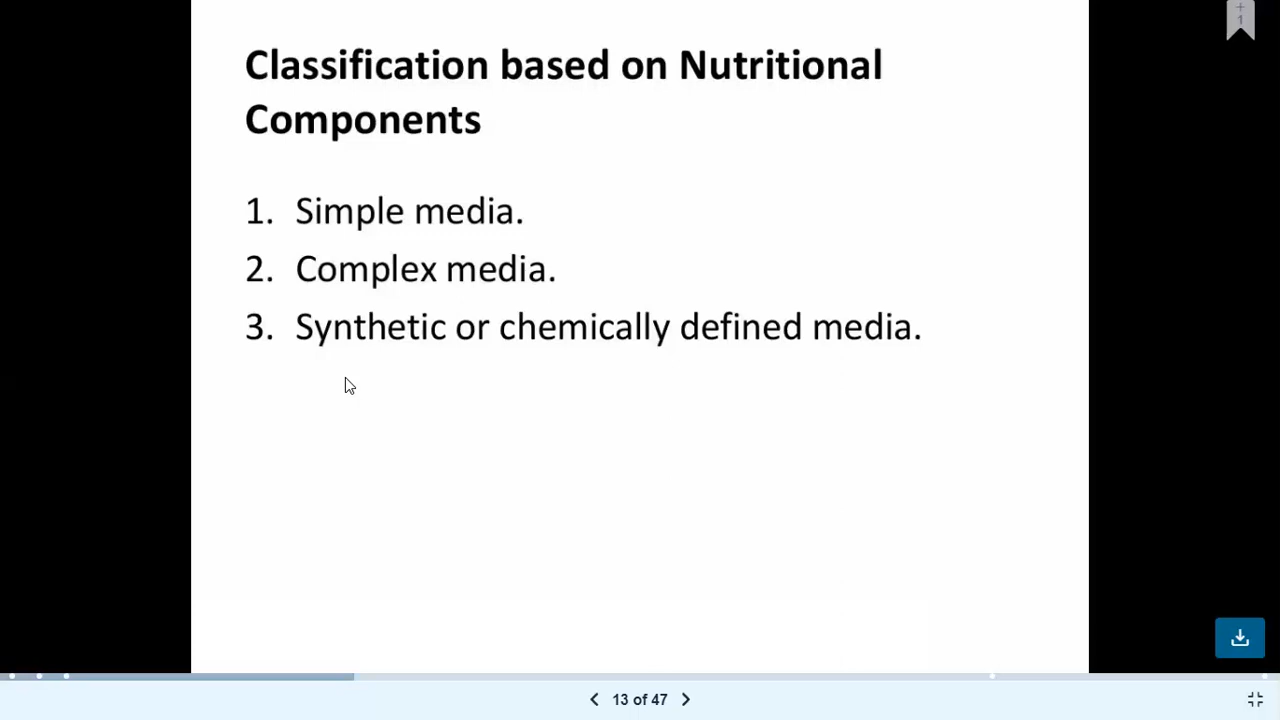 +
1
Classification based on Nutritional
Components
1. Simple media.
2. Complex media.
3. Synthetic or chemically defined media.
13 of 47